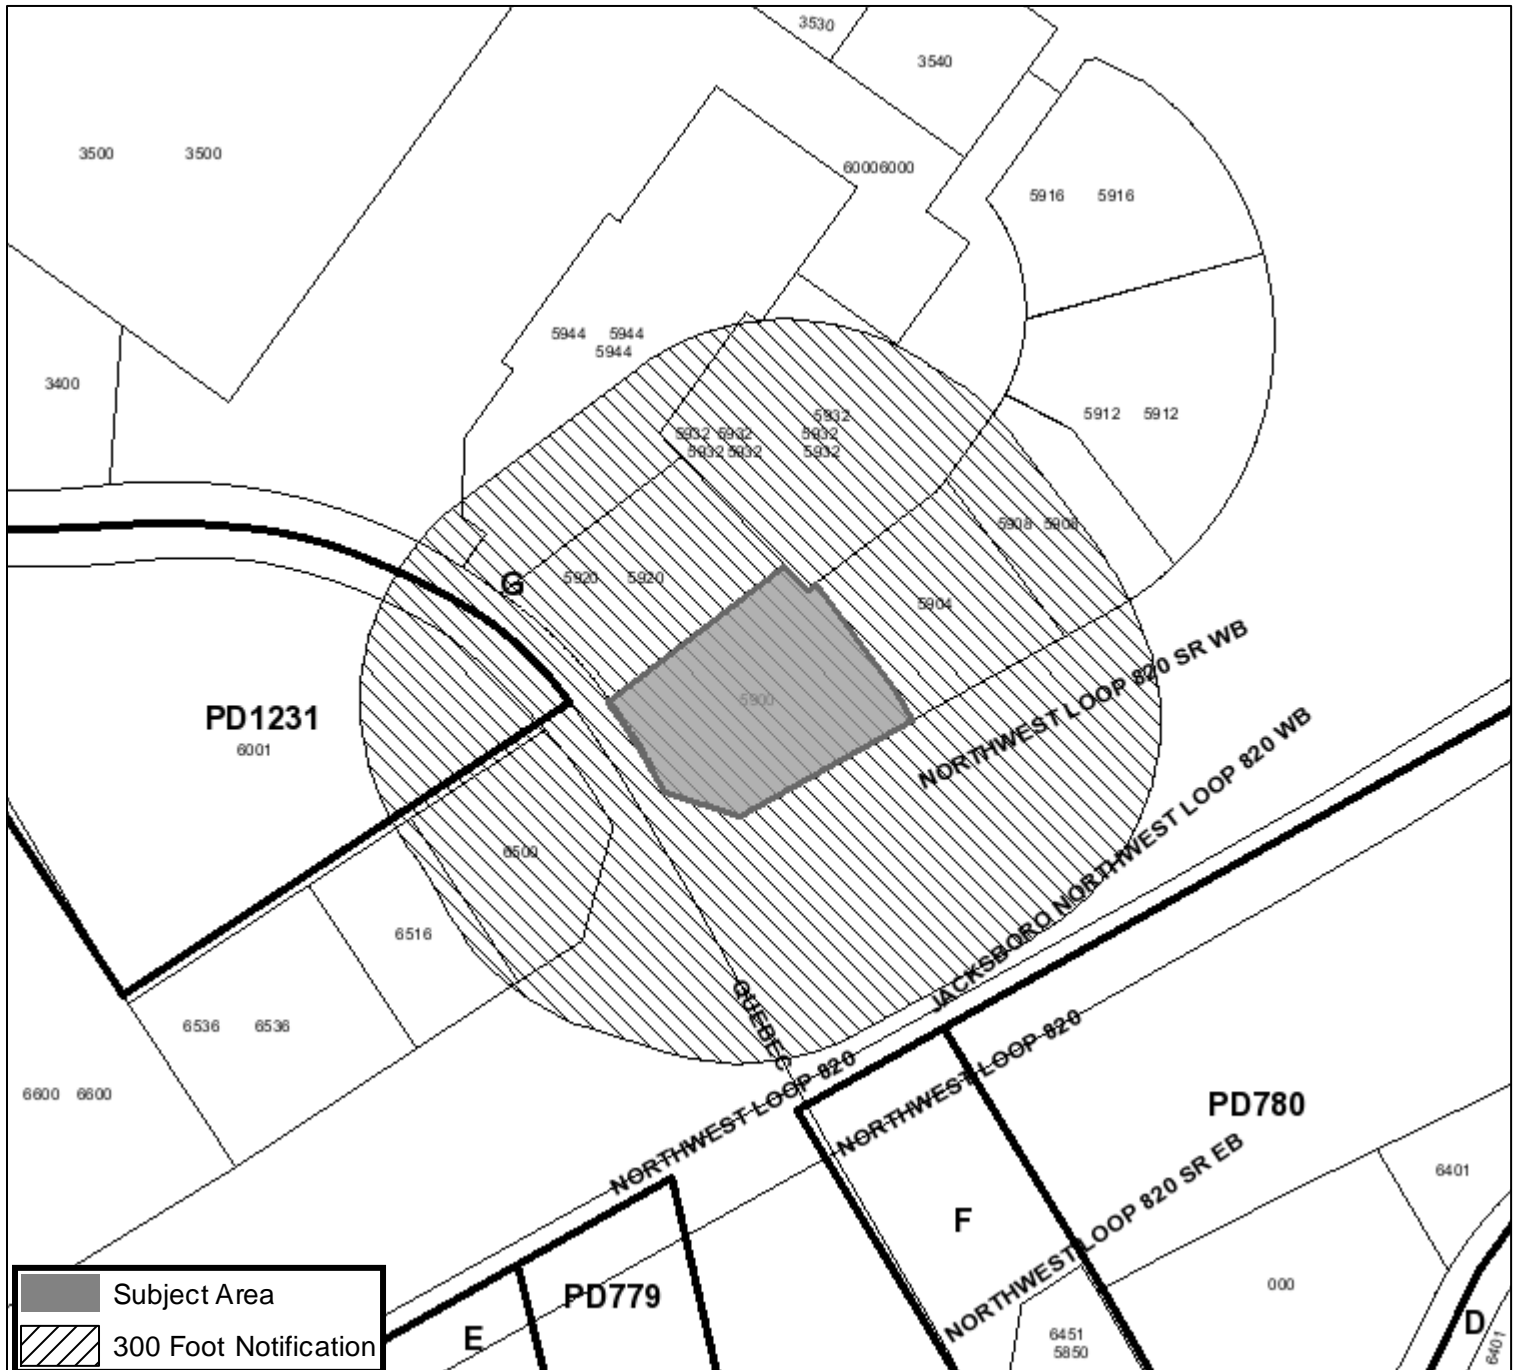 3530
3540
3500 3500
60006000
5916 5916
5944 5944
5944
3400
5932
5932 5932 5932
5932 5932 5932
5912 5912
5908 5908
G
5920 5920
5904
NORTHWEST LOOP 820 SR WB
5900
PD1231
6001
NORTHWEST LOOP 820 WB
JACKSBORO
6500
6516
QUEBEC
6536 6536
NORTHWEST LOOP 820
NORTHWEST LOOP 820
6600 6600
PD780
NORTHWEST LOOP 820 SR EB
6401
F
000
PD779
E
D
6451
5850
6401
Subject Area
300 Foot Notification